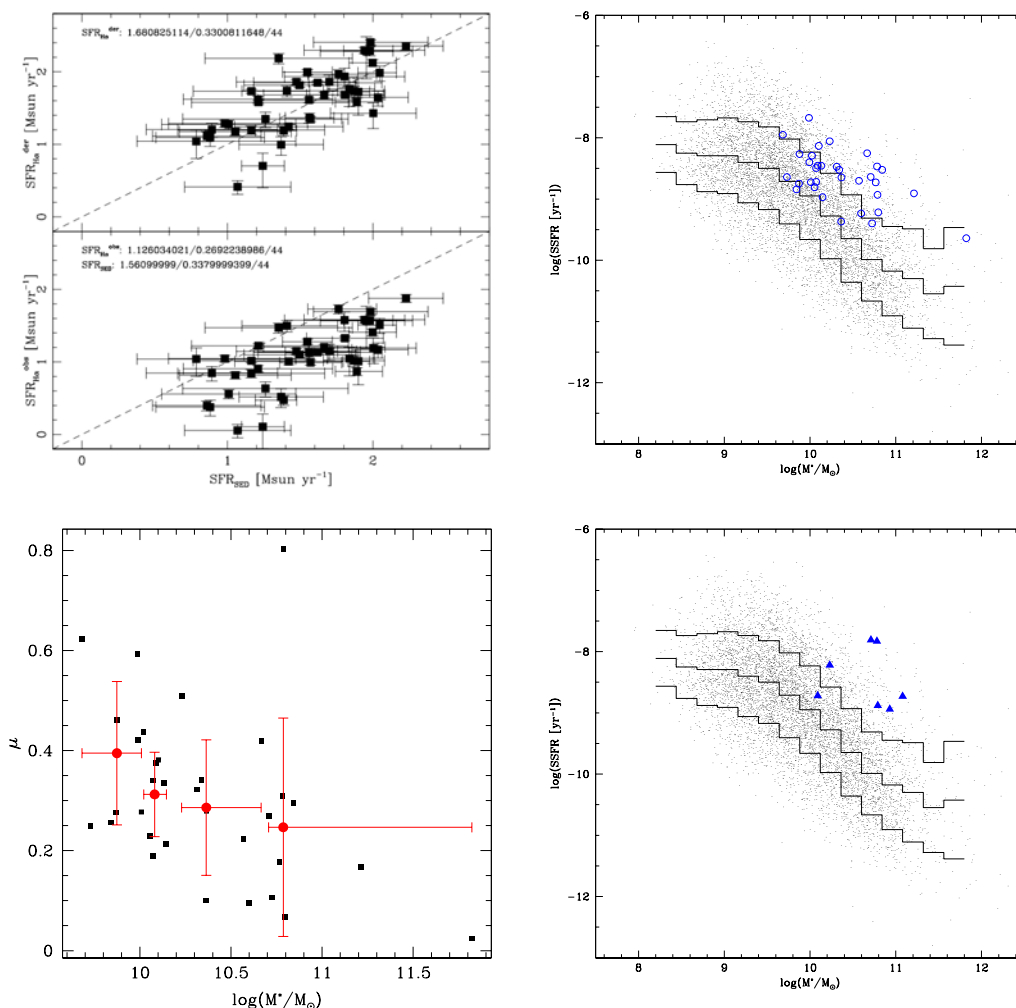 SFR_Hα^der: 1.680825114/0.3300811648/44
SFR_Hα^der [Msun yr⁻¹]
0
1
2
SFR_Hα^obs: 1.126034021/0.2692238986/44
SFR_SED: 1.56099999/0.3379999399/44
SFR_Hα^obs [Msun yr⁻¹]
0
1
2
0 1 2
SFR_SED [Msun yr⁻¹]
-6
-8
-10
-12
log(SSFR [yr⁻¹])
8 9 10 11 12
log(M*/M☉)
0.8
0.6
0.4
0.2
0
μ
10 10.5 11 11.5
log(M*/M☉)
-6
-8
-10
-12
log(SSFR [yr⁻¹])
8 9 10 11 12
log(M*/M☉)